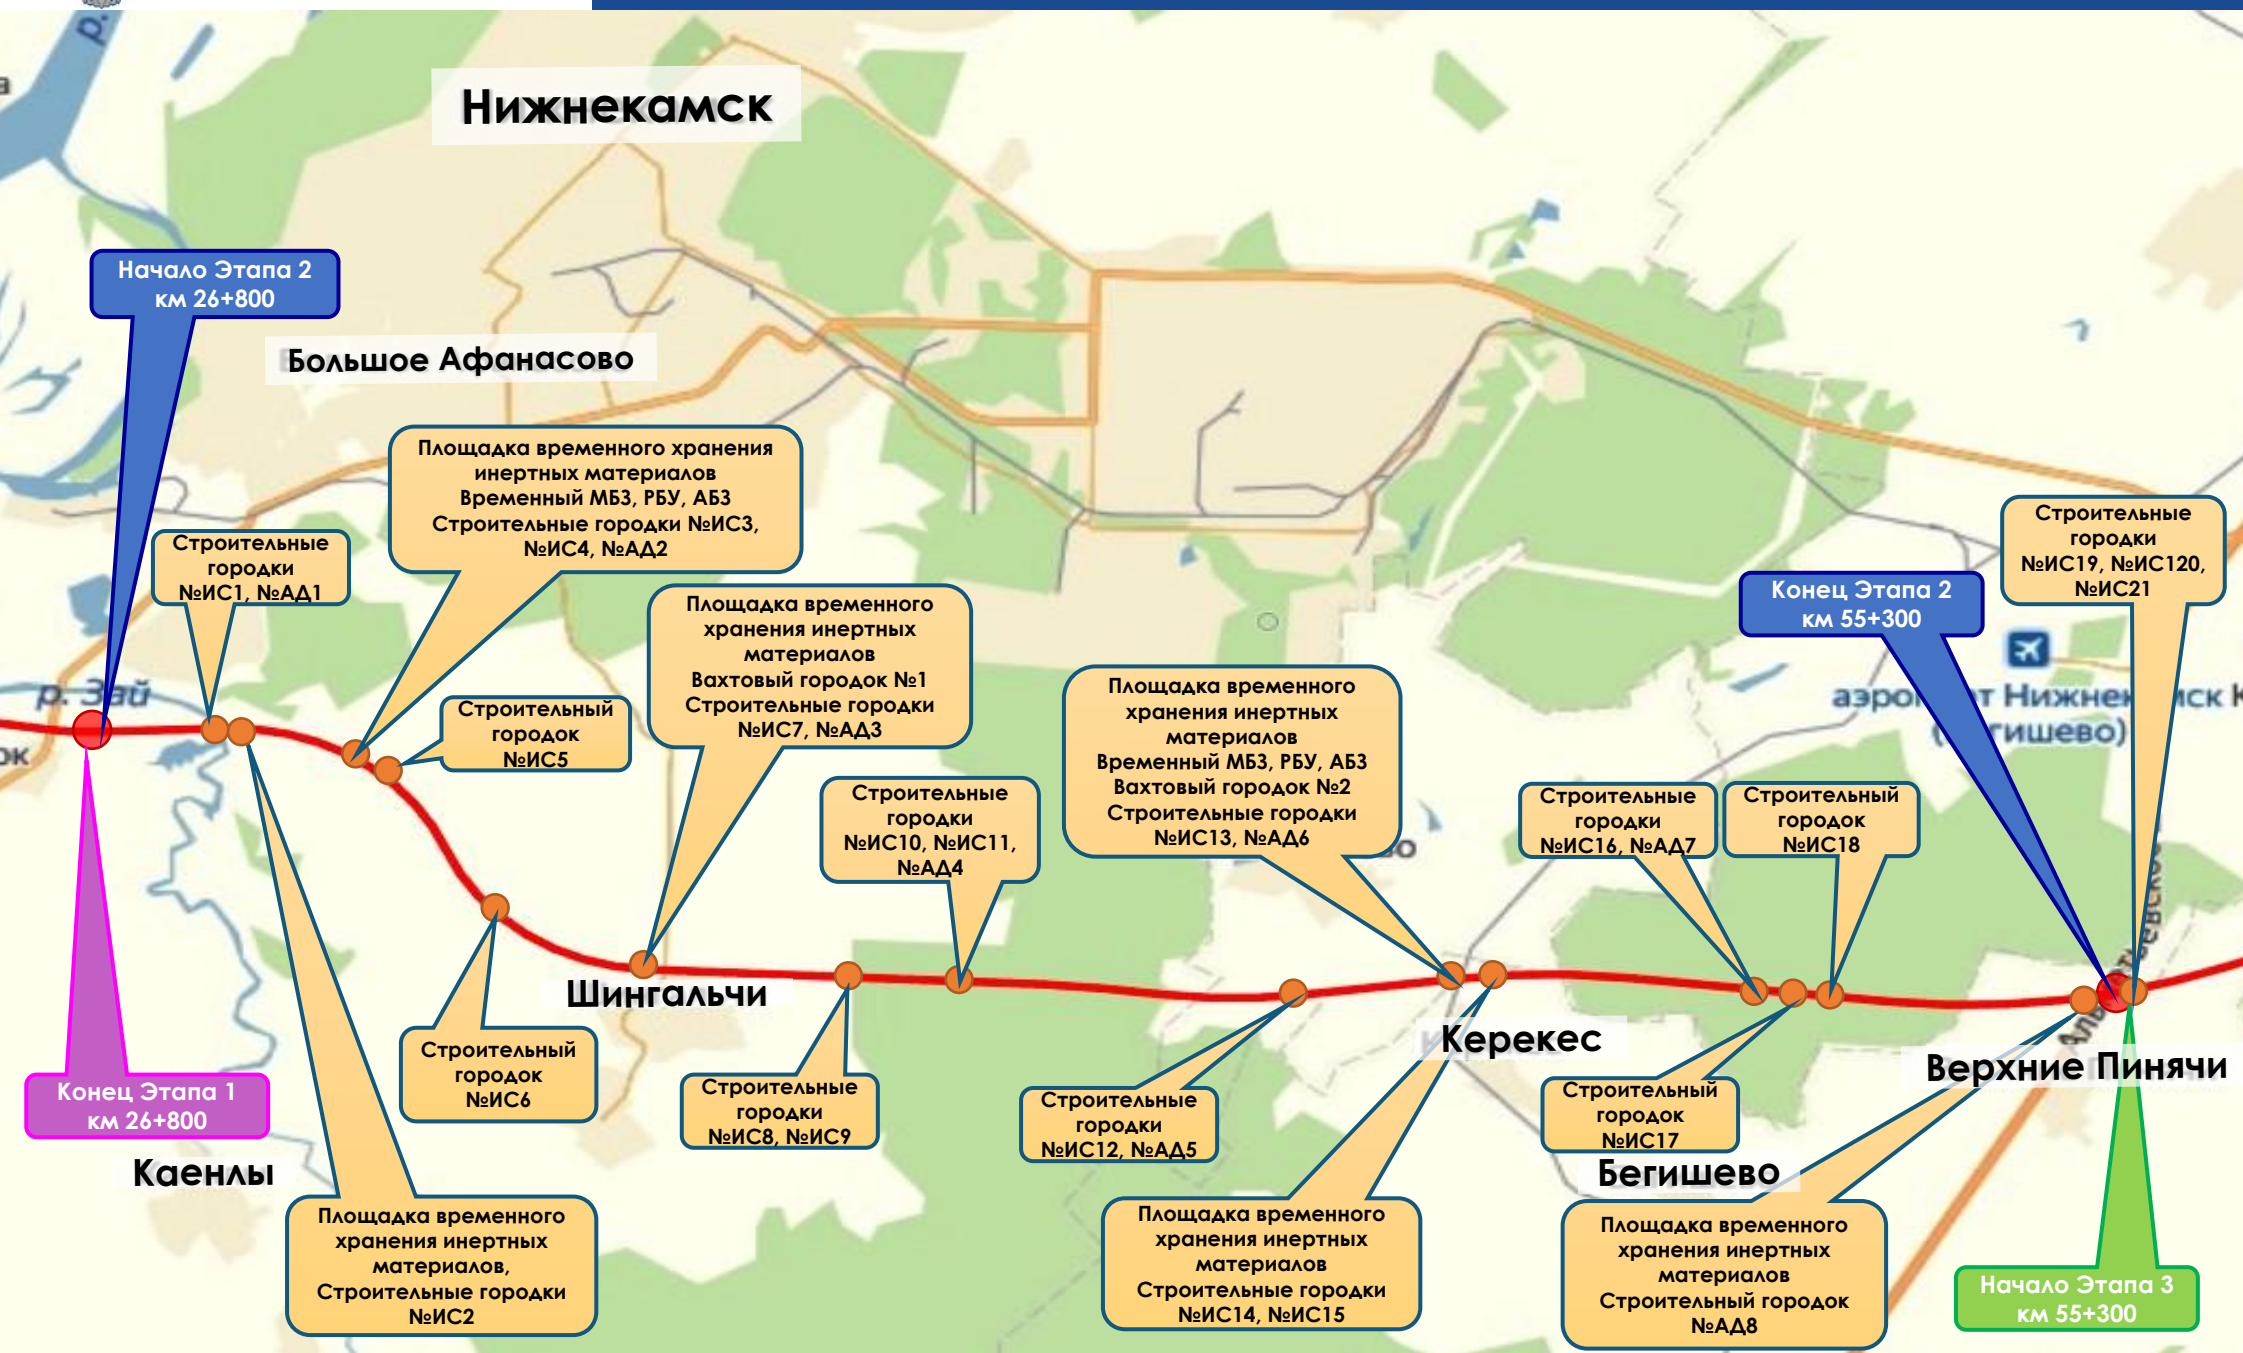 р.
Нижнекамск
Начало Этапа 2
км 26+800
Большое Афанасово
Площадка временного хранения
инертных материалов
Временный МБЗ, РБУ, АБЗ
Строительные городки №ИС3,
№ИС4, №АД2
Строительные
городки
№ИС1, №АД1
Строительные
городки
№ИС19, №ИС120,
№ИС21
Конец Этапа 2
км 55+300
Площадка временного
хранения инертных
материалов
Вахтовый городок №1
Строительные городки
№ИС7, №АД3
р. Зай
Строительный
городок
№ИС5
Площадка временного
хранения инертных
материалов
Временный МБЗ, РБУ, АБЗ
Вахтовый городок №2
Строительные городки
№ИС13, №АД6
Строительные
городки
№ИС10, №ИС11,
№АД4
Строительные
городки
№ИС16, №АД7
Строительный
городок
№ИС18
Шингальчи
Керекес
Верхние Пинячи
Строительный
городок
№ИС6
Строительные
городки
№ИС8, №ИС9
Строительные
городки
№ИС12, №АД5
Строительный
городок
№ИС17
Конец Этапа 1
км 26+800
Каенлы
Бегишево
Площадка временного
хранения инертных
материалов,
Строительные городки
№ИС2
Площадка временного
хранения инертных
материалов
Строительные городки
№ИС14, №ИС15
Площадка временного
хранения инертных
материалов
Строительный городок
№АД8
Начало Этапа 3
км 55+300